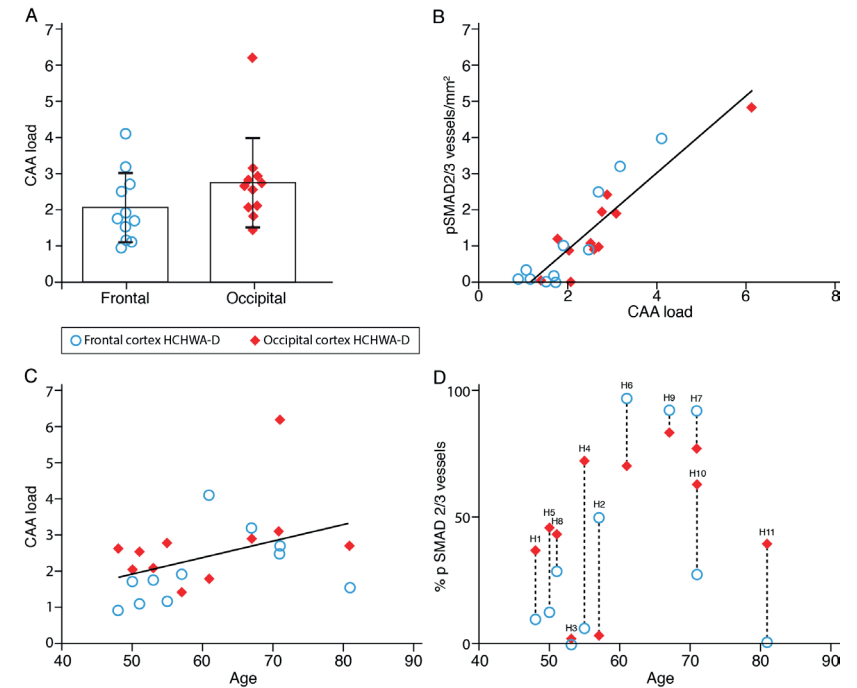 A
7
6
5
4
3
2
1
0
CAA load
Frontal Occipital
B
7
6
5
4
3
2
1
0
pSMAD2/3 vessels/mm²
0 2 4 6 8
CAA load
Frontal cortex HCHWA-D Occipital cortex HCHWA-D
C
7
6
5
4
3
2
1
0
CAA load
40 50 60 70 80 90
Age
D
100
50
0
% p SMAD 2/3 vessels
H6
H9 H7
H4
H10
H5
H8
H2
H1
H11
H3
40 50 60 70 80 90
Age